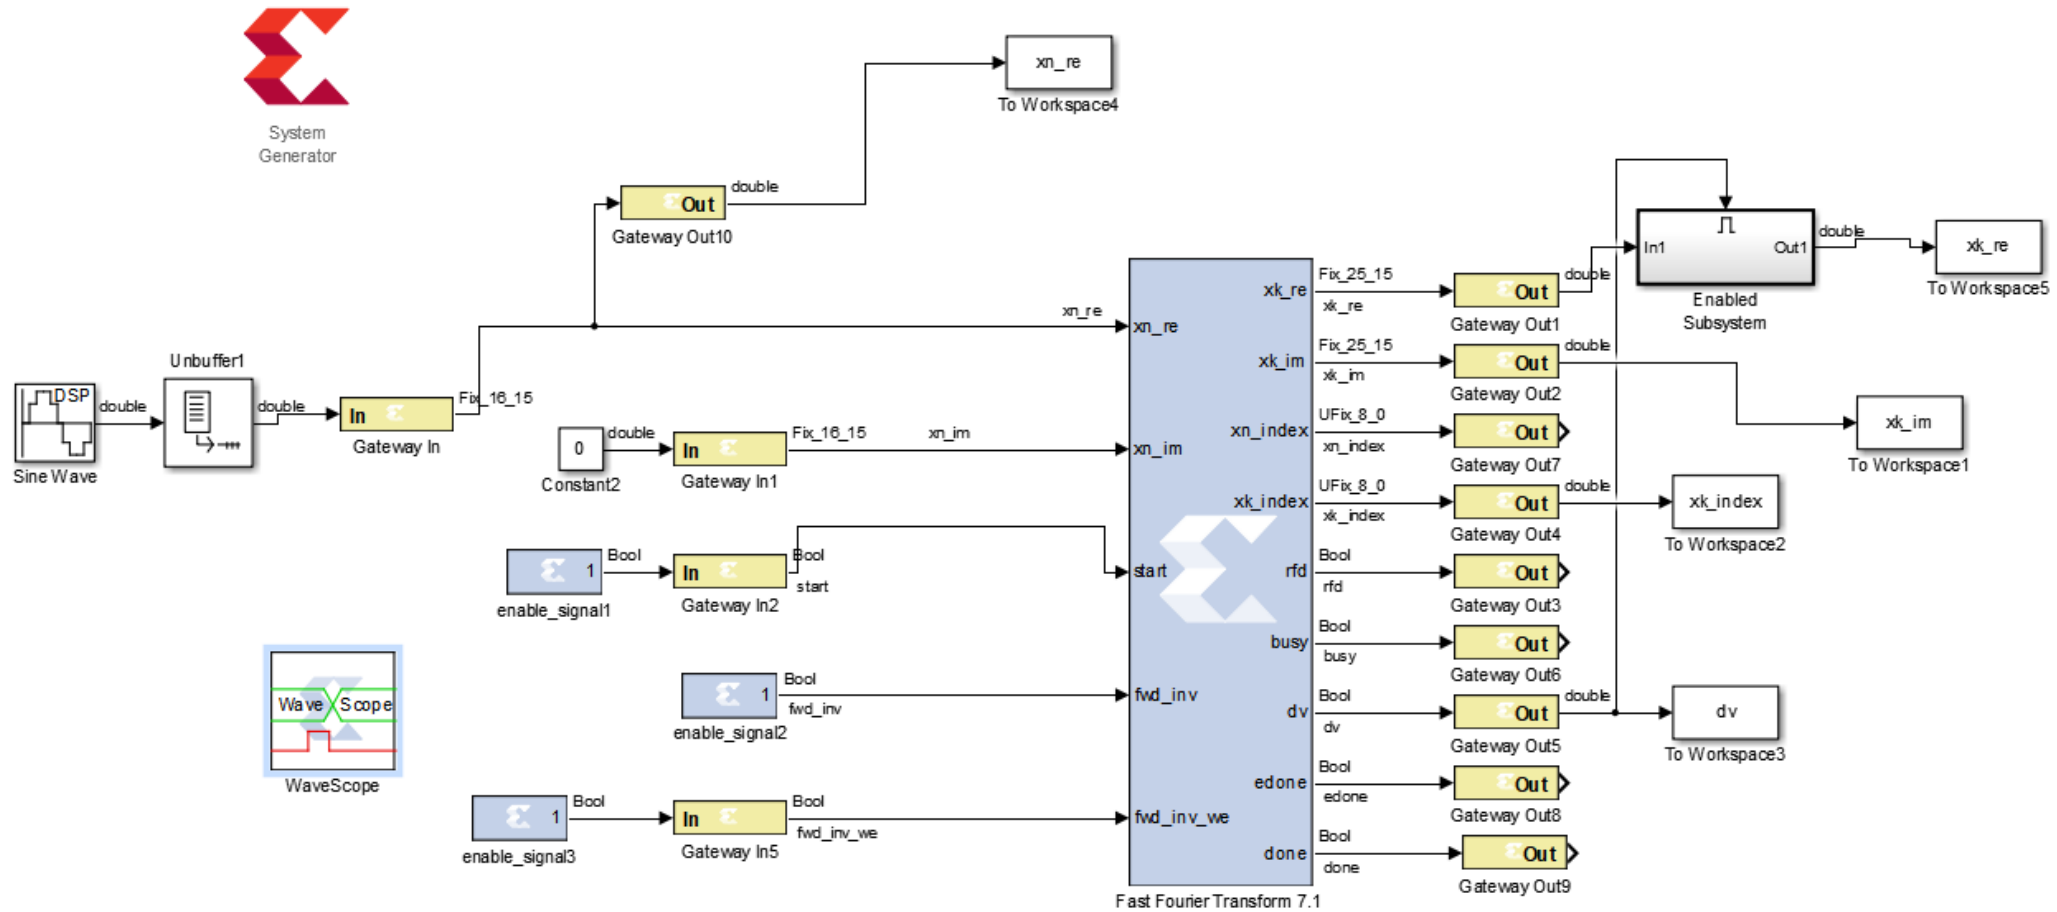 System
Generator
xn_re
To Workspace4
double
Out
Gateway Out10
double
In1
Out1
double
xk_re
To Workspace5
Enabled
Subsystem
Fix_25_15
xk_re
xk_re
Out
Gateway Out1
xn_re
xn_re
Fix_25_15
xk_im
xk_im
Out
double
Gateway Out2
Unbuffer1
DSP
double
double
Sine Wave
In
Fix_16_15
Gateway In
xk_im
To Workspace1
UFix_8_0
xn_index
xn_index
Out
Gateway Out7
0
double
Constant2
In
Fix_16_15
xn_im
xn_im
Gateway In1
UFix_8_0
xk_index
xk_index
Out
double
Gateway Out4
xk_index
To Workspace2
1
Bool
enable_signal1
In
Bool
start
start
Gateway In2
Bool
rfd
rfd
Out
Gateway Out3
Bool
busy
busy
Out
Gateway Out6
1
Bool
fwd_inv
fwd_inv
enable_signal2
Bool
dv
dv
Out
double
Gateway Out5
dv
To Workspace3
Wave Scope
WaveScope
Bool
edone
edone
Out
Gateway Out8
1
Bool
enable_signal3
In
Bool
fwd_inv_we
fwd_inv_we
Gateway In5
Bool
done
done
Out
Gateway Out9
Fast Fourier Transform 7.1